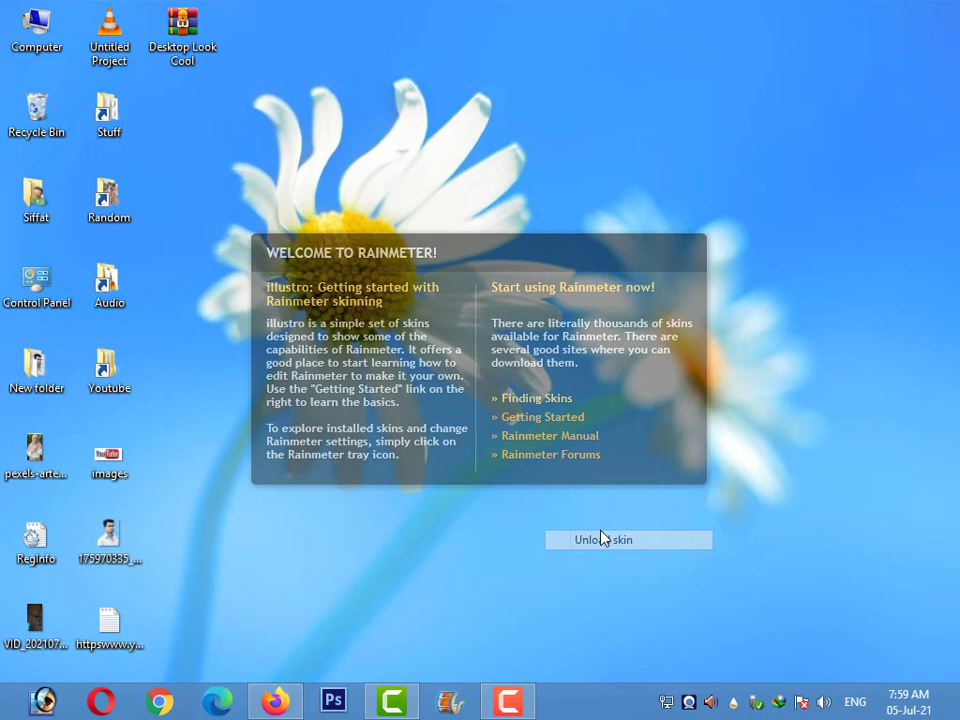 Computer
Untitled
Project
Desktop Look
Cool
Recycle Bin
Stuff
Siffat
Random
Control Panel
Audio
New folder
Youtube
pexels-arte...
images
Reginfo
175970335_...
VID_202107...
httpswww.y...
WELCOME TO RAINMETER!
illustro: Getting started with
Rainmeter skinning
illustro is a simple set of skins
designed to show some of the
capabilities of Rainmeter. It offers a
good place to start learning how to
edit Rainmeter to make it your own.
Use the "Getting Started" link on the
right to learn the basics.
To explore installed skins and change
Rainmeter settings, simply click on
the Rainmeter tray icon.
Start using Rainmeter now!
There are literally thousands of skins
available for Rainmeter. There are
several good sites where you can
download them.
» Finding Skins
» Getting Started
» Rainmeter Manual
» Rainmeter Forums
Unload skin
Ps
ENG
7:59 AM
05-Jul-21